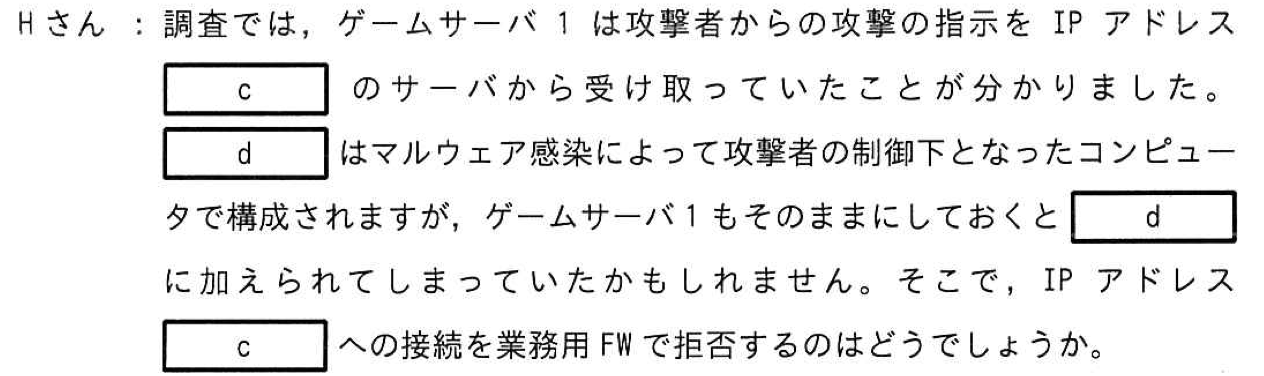 Hさん ：調査では，ゲームサーバ 1 は攻撃者からの攻撃の指示を IP アドレス
c のサーバから受け取っていたことが分かりました。
d はマルウェア感染によって攻撃者の制御下となったコンピュー
タで構成されますが，ゲームサーバ 1 もそのままにしておくと d
に加えられてしまっていたかもしれません。そこで，IP アドレス
c への接続を業務用 FW で拒否するのはどうでしょうか。